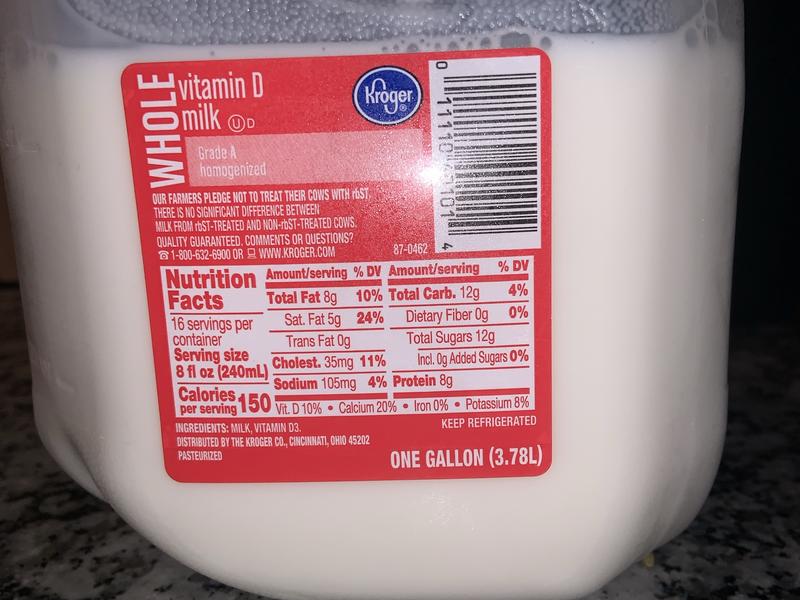 WHOLE
vitamin D
milk
U D
Kroger
Grade A
homogenized
OUR FARMERS PLEDGE NOT TO TREAT THEIR COWS WITH rbST.
THERE IS NO SIGNIFICANT DIFFERENCE BETWEEN
MILK FROM rbST-TREATED AND NON-rbST-TREATED COWS.
QUALITY GUARANTEED. COMMENTS OR QUESTIONS?
1-800-632-6900 OR WWW.KROGER.COM
87-0462
Nutrition
Facts
16 servings per
container
Serving size
8 fl oz (240mL)
Calories
per serving 150
Amount/serving % DV
Total Fat 8g 10%
Sat. Fat 5g 24%
Trans Fat 0g
Cholest. 35mg 11%
Sodium 105mg 4%
Amount/serving % DV
Total Carb. 12g 4%
Dietary Fiber 0g 0%
Total Sugars 12g
Incl. 0g Added Sugars 0%
Protein 8g
Vit. D 10% • Calcium 20% • Iron 0% • Potassium 8%
INGREDIENTS: MILK, VITAMIN D3.
DISTRIBUTED BY THE KROGER CO., CINCINNATI, OHIO 45202
PASTEURIZED
KEEP REFRIGERATED
ONE GALLON (3.78L)